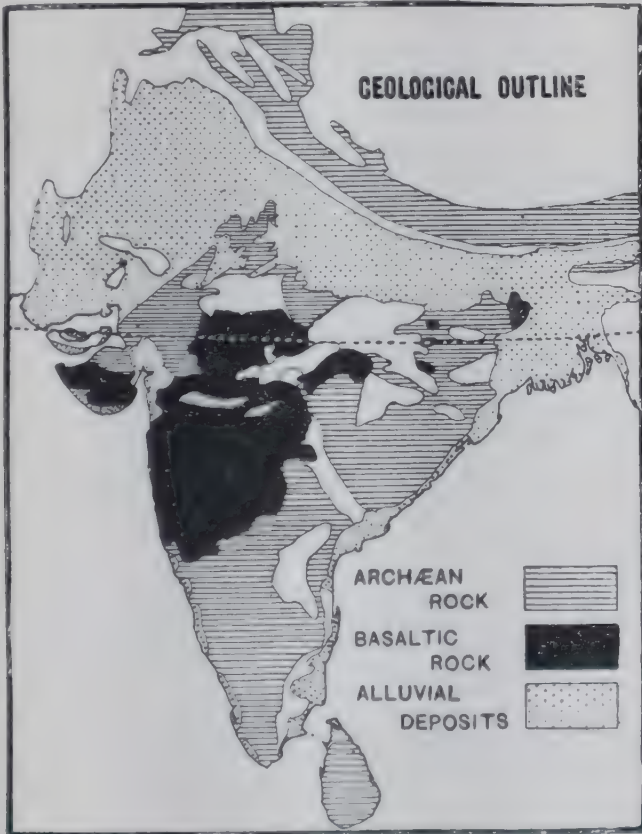 GEOLOGICAL OUTLINE
ARCHÆAN
ROCK
BASALTIC
ROCK
ALLUVIAL
DEPOSITS